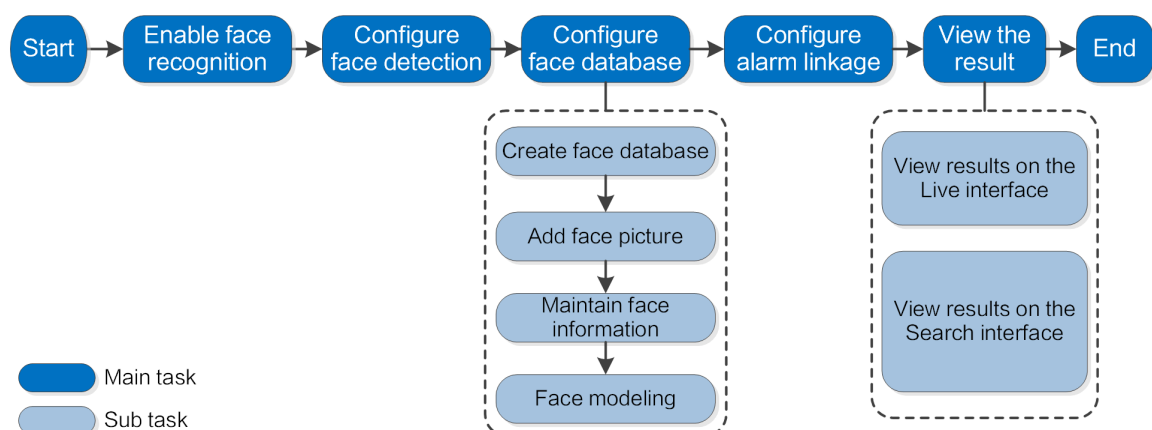 Start
Enable face
recognition
Configure
face detection
Configure
face database
Configure
alarm linkage
View the
result
End
Create face database
Add face picture
Maintain face
information
Face modeling
View results on the
Live interface
View results on the
Search interface
Main task
Sub task